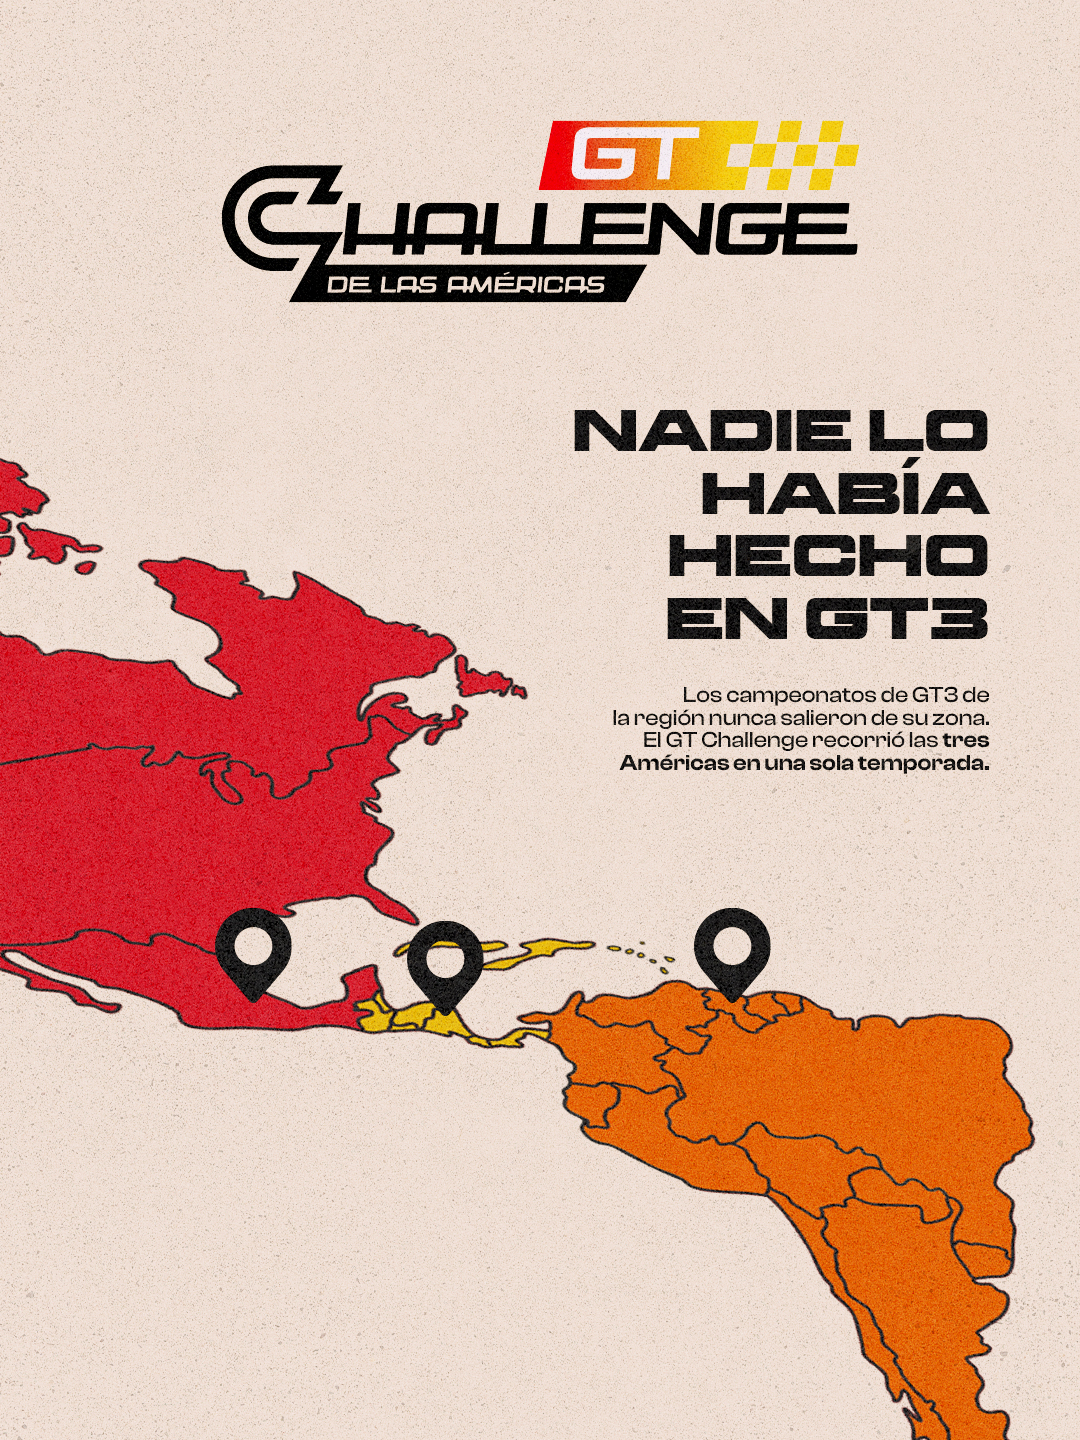 GT
CHALLENGE
DE LAS AMÉRICAS
NADIE LO
HABÍA
HECHO
EN GT3
Los campeonatos de GT3 de
la región nunca salieron de su zona.
El GT Challenge recorrió las tres
Américas en una sola temporada.